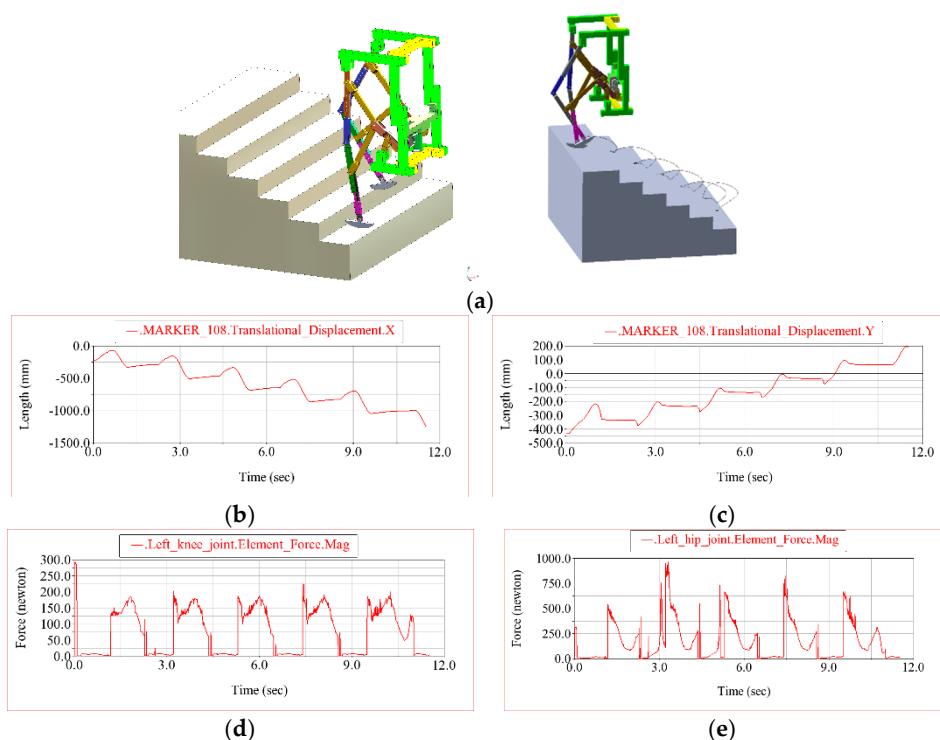 (a)
.MARKER_108.Translational_Displacement.X
Length (mm)
0.0
-500.0
-1000.0
-1500.0
0.0 3.0 6.0 9.0 12.0
Time (sec)
(b)
.MARKER_108.Translational_Displacement.Y
Length (mm)
200.0
100.0
0.0
-100.0
-200.0
-300.0
-400.0
-500.0
0.0 3.0 6.0 9.0 12.0
Time (sec)
(c)
.Left_knee_joint.Element_Force.Mag
Force (newton)
300.0
250.0
200.0
150.0
100.0
50.0
0.0
0.0 3.0 6.0 9.0 12.0
Time (sec)
(d)
.Left_hip_joint.Element_Force.Mag
Force (newton)
1000.0
750.0
500.0
250.0
0.0
0.0 3.0 6.0 9.0 12.0
Time (sec)
(e)